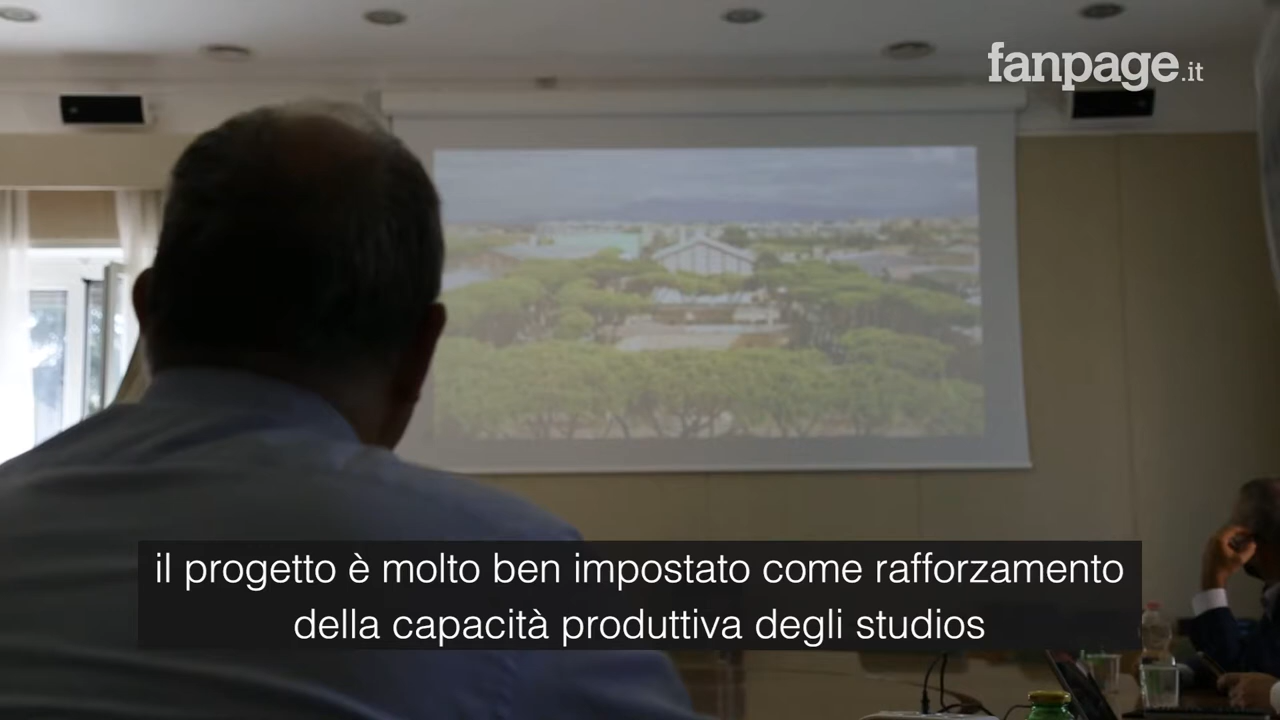 fanpage.it
il progetto è molto ben impostato come rafforzamento
della capacità produttiva degli studios